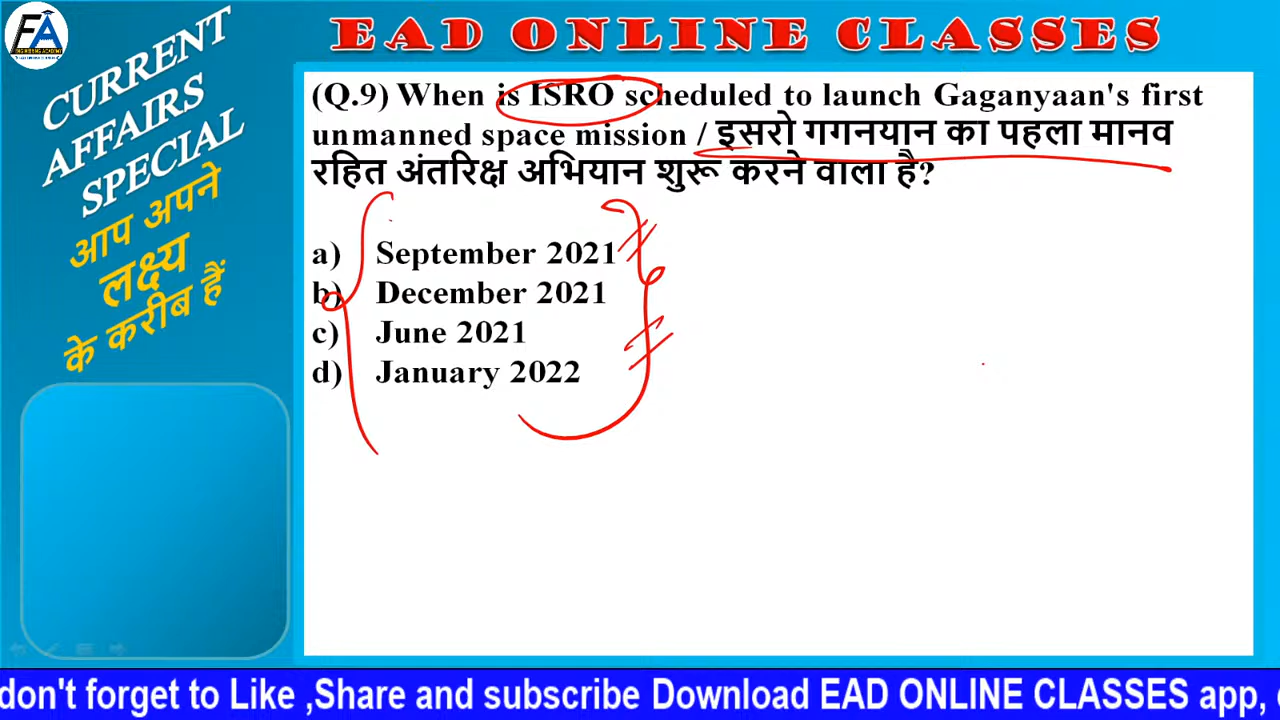 EAD ONLINE CLASSES
CURRENT
AFFAIRS
SPECIAL
आप अपने
लक्ष्य
के करीब हैं
(Q.9) When is ISRO scheduled to launch Gaganyaan's first
unmanned space mission / इसरो गगनयान का पहला मानव
रहित अंतरिक्ष अभियान शुरू करने वाला है?
a) September 2021
b) December 2021
c) June 2021
d) January 2022
don't forget to Like ,Share and subscribe Download EAD ONLINE CLASSES app,